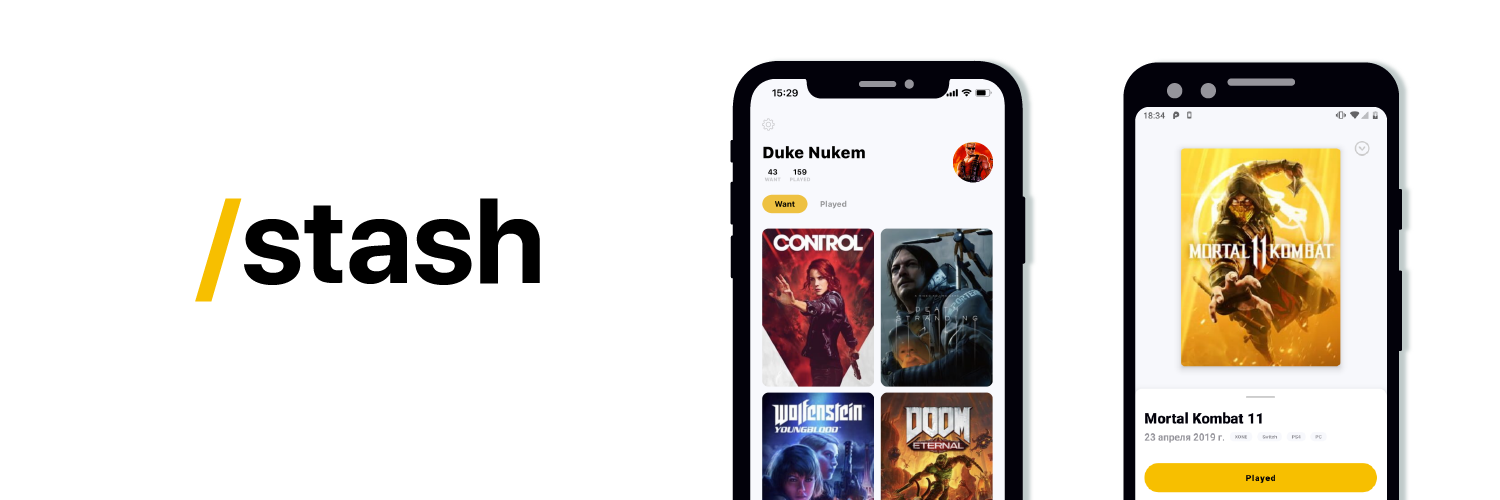 /stash
15:29
Duke Nukem
43 159
WANT PLAYED
Want Played
CONTROL
DEATH STRANDING
Wolfenstein
YOUNGBLOOD
DOOM
ETERNAL
18:34
MORTAL 11 KOMBAT
Mortal Kombat 11
23 апреля 2019 г. XONE Switch PS4 PC
Played